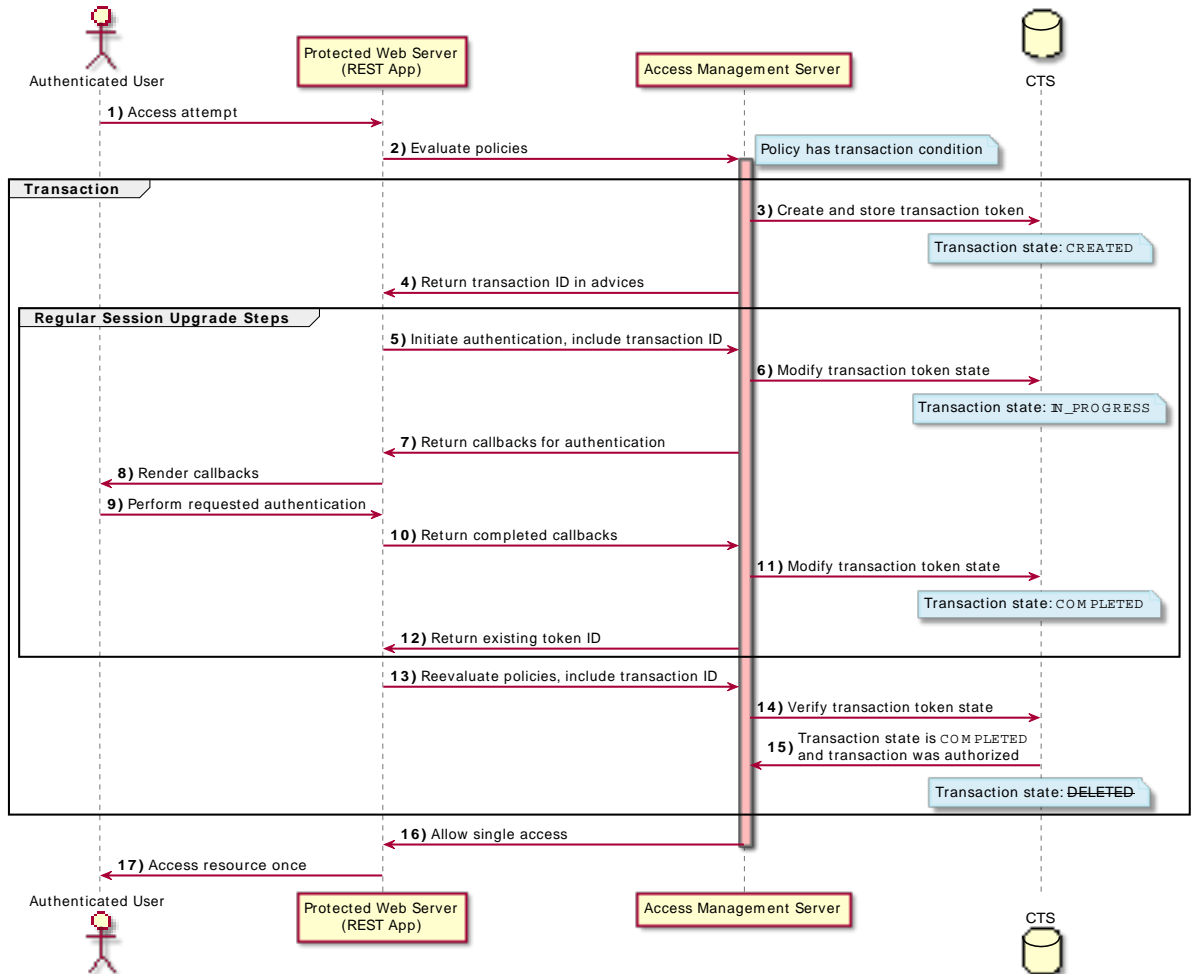 Authenticated User
Protected Web Server
(REST App)
Access Management Server
CTS
1) Access attempt
2) Evaluate policies
Policy has transaction condition
Transaction
3) Create and store transaction token
Transaction state: CREATED
4) Return transaction ID in advices
Regular Session Upgrade Steps
5) Initiate authentication, include transaction ID
6) Modify transaction token state
Transaction state: IN_PROGRESS
7) Return callbacks for authentication
8) Render callbacks
9) Perform requested authentication
10) Return completed callbacks
11) Modify transaction token state
Transaction state: COMPLETED
12) Return existing token ID
13) Reevaluate policies, include transaction ID
14) Verify transaction token state
15) Transaction state is COMPLETED
and transaction was authorized
Transaction state: DELETED
16) Allow single access
17) Access resource once
Authenticated User
Protected Web Server
(REST App)
Access Management Server
CTS